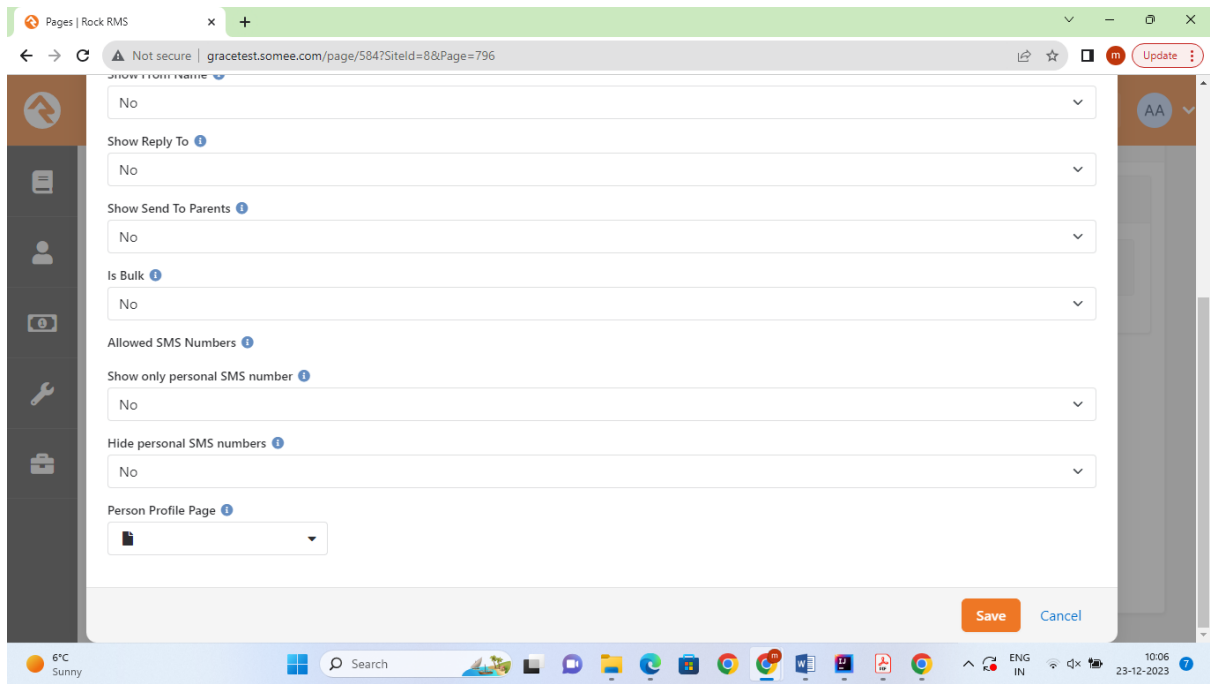 Pages | Rock RMS
Not secure | gracetest.somee.com/page/584?SiteId=8&Page=796
m
Update
Show From Name
No
AA
Show Reply To
No
Show Send To Parents
No
Is Bulk
No
Allowed SMS Numbers
Show only personal SMS number
No
Hide personal SMS numbers
No
Person Profile Page
Save Cancel
6°C
Sunny
Search
m
ENG
IN
10:06
23-12-2023
7